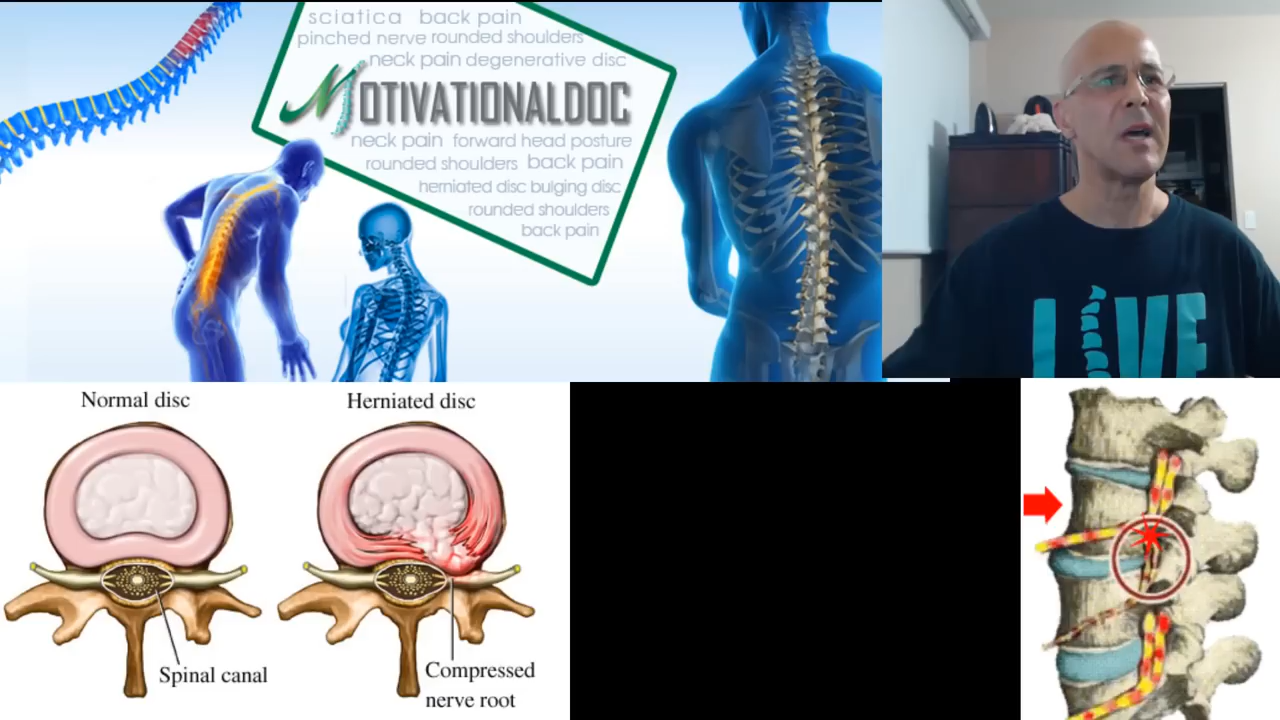 sciatica back pain
pinched nerve rounded shoulders
neck pain degenerative disc
MOTIVATIONALDOC
neck pain forward head posture
rounded shoulders back pain
herniated disc bulging disc
rounded shoulders
back pain
LIVE
Normal disc
Herniated disc
Spinal canal
Compressed
nerve root